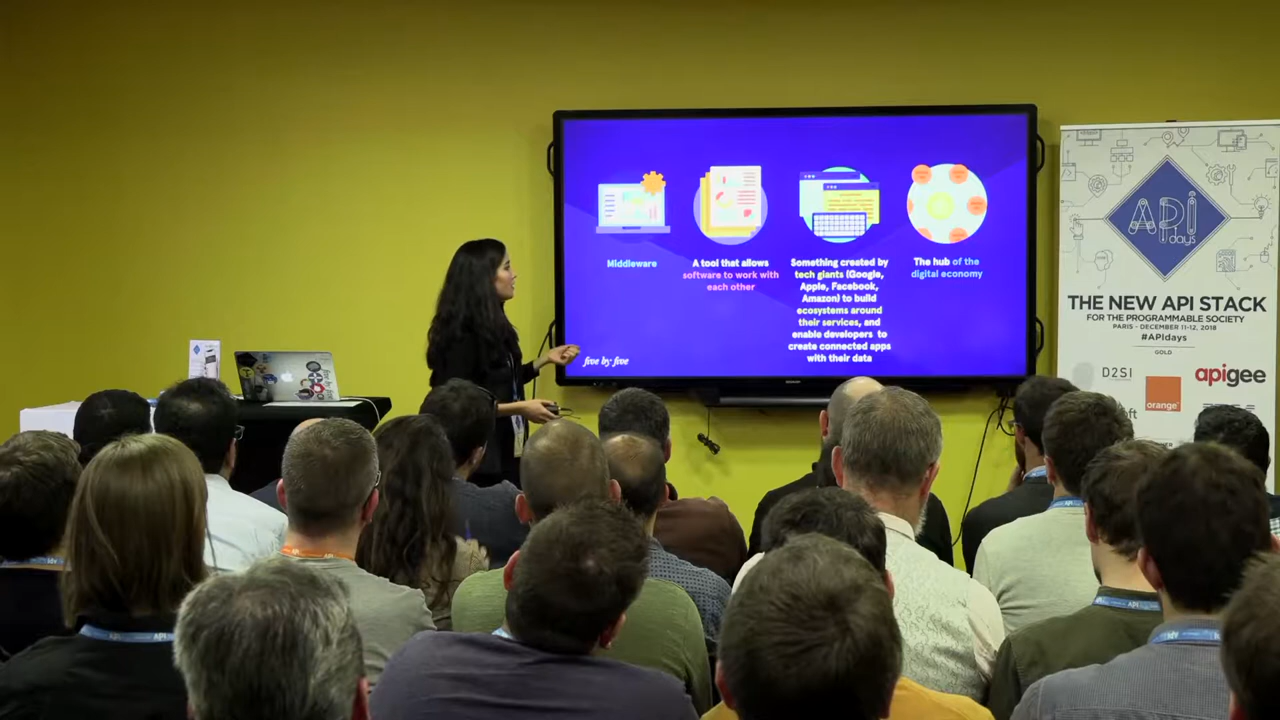 Middleware
A tool that allows
software to work with
each other
Something created by
tech giants (Google,
Apple, Facebook,
Amazon) to build
ecosystems around
their services, and
enable developers to
create connected apps
with their data
The hub of the
digital economy
five by five
API
days
THE NEW API STACK
FOR THE PROGRAMMABLE SOCIETY
PARIS - DECEMBER 11-12, 2018
#APIdays
GOLD
D2SI
orange
apigee